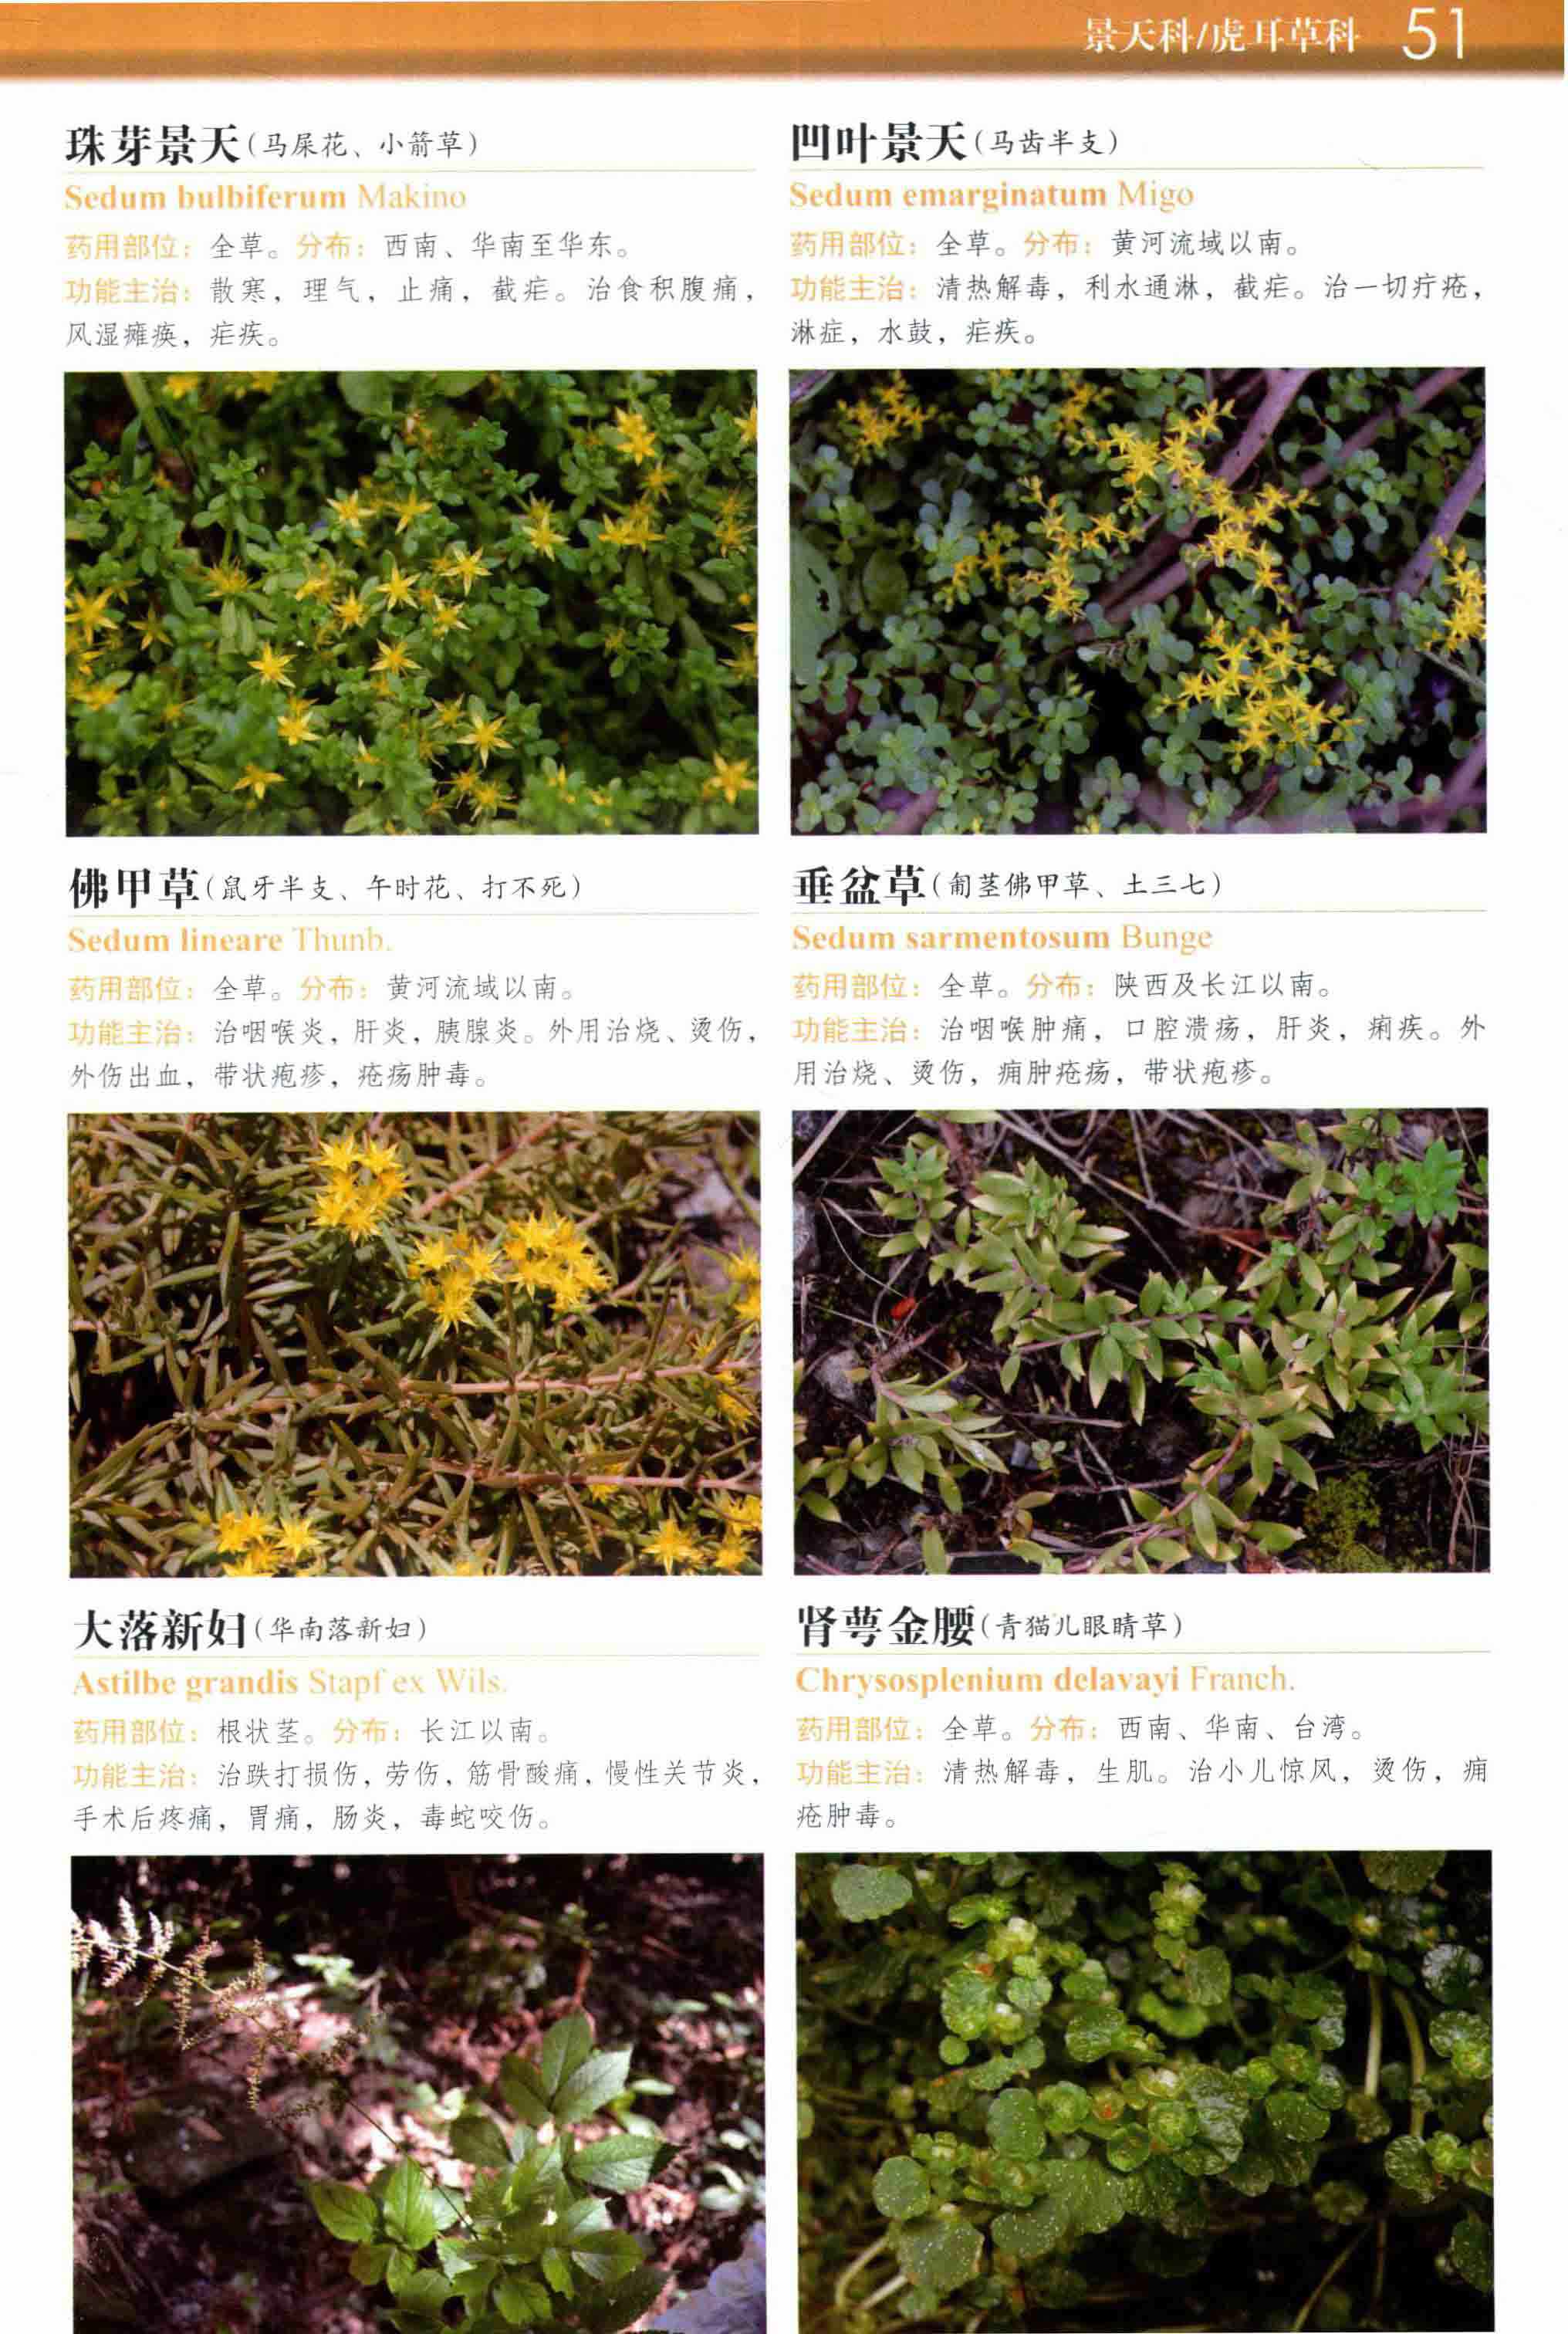 景天科/虎耳草科 51
珠芽景天(马屎花、小箭草)
Sedum bulbiferum Makino
药用部位：全草。分布：西南、华南至华东。
功能主治：散寒，理气，止痛，截疟。治食积腹痛，
风湿瘫痪，疟疾。
凹叶景天(马齿半支)
Sedum emarginatum Migo
药用部位：全草。分布：黄河流域以南。
功能主治：清热解毒，利水通淋，截疟。治一切疔疮，
淋症，水鼓，疟疾。
佛甲草(鼠牙半支、午时花、打不死)
Sedum lineare Thunb.
药用部位：全草。分布：黄河流域以南。
功能主治：治咽喉炎，肝炎，胰腺炎。外用治烧、烫伤，
外伤出血，带状疱疹，疮疡肿毒。
垂盆草(匍茎佛甲草、土三七)
Sedum sarmentosum Bunge
药用部位：全草。分布：陕西及长江以南。
功能主治：治咽喉肿痛，口腔溃疡，肝炎，痢疾。外
用治烧、烫伤，痈肿疮疡，带状疱疹。
大落新妇(华南落新妇)
Astilbe grandis Stapf ex Wils.
药用部位：根状茎。分布：长江以南。
功能主治：治跌打损伤，劳伤，筋骨酸痛，慢性关节炎，
手术后疼痛，胃痛，肠炎，毒蛇咬伤。
肾萼金腰(青猫儿眼睛草)
Chrysosplenium delavayi Franch.
药用部位：全草。分布：西南、华南、台湾。
功能主治：清热解毒，生肌。治小儿惊风，烫伤，痈
疮肿毒。